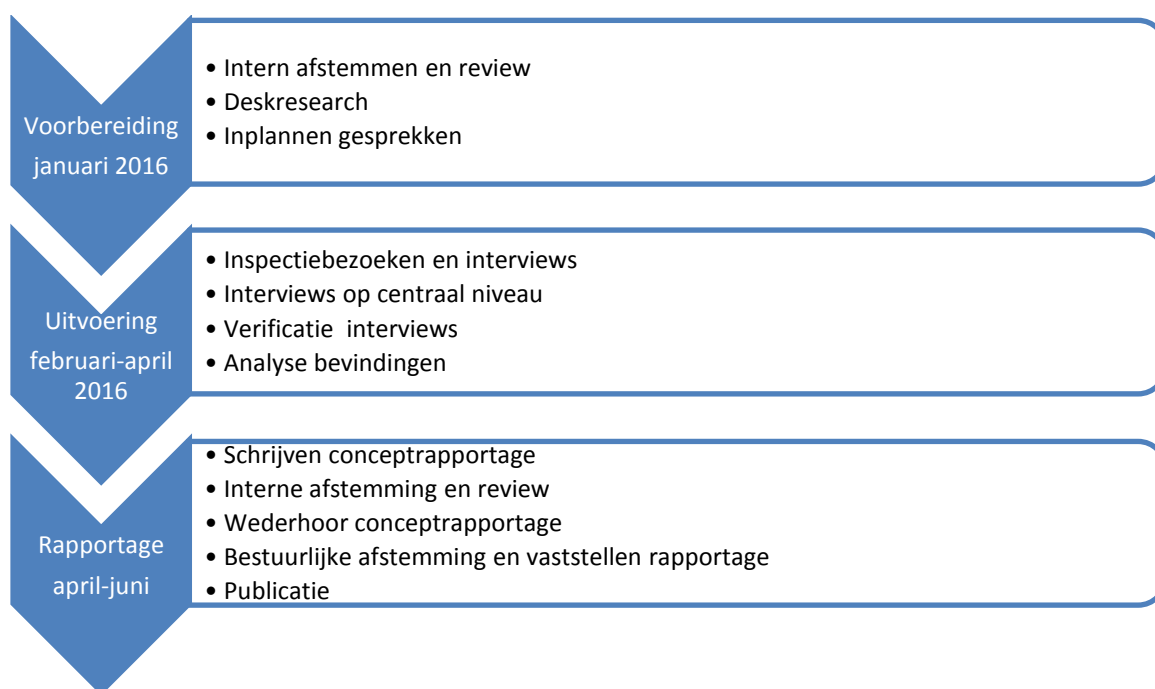 Voorbereiding
januari 2016
• Intern afstemmen en review
• Deskresearch
• Inplannen gesprekken
Uitvoering
februari-april
2016
• Inspectiebezoeken en interviews
• Interviews op centraal niveau
• Verificatie  interviews
• Analyse bevindingen
Rapportage
april-juni
• Schrijven conceptrapportage
• Interne afstemming en review
• Wederhoor conceptrapportage
• Bestuurlijke afstemming en vaststellen rapportage
• Publicatie